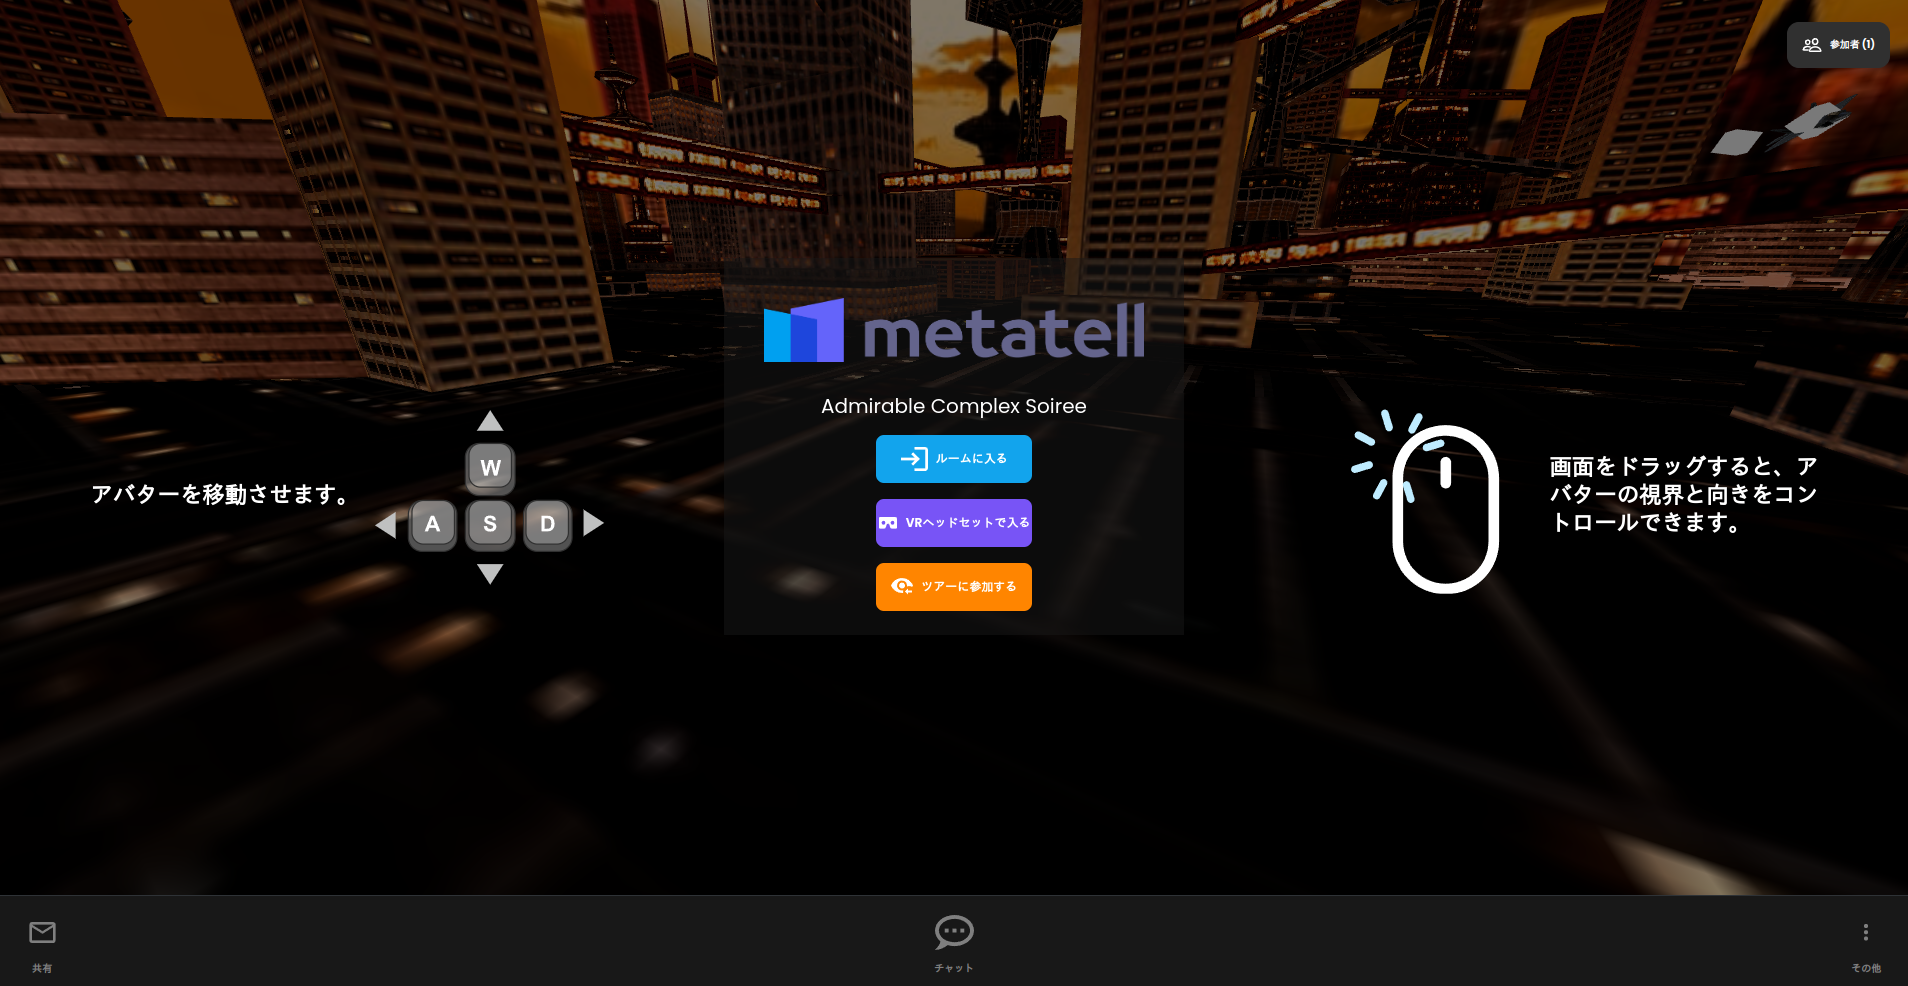 参加者 (1)
metatell
Admirable Complex Soiree
ルームに入る
VRヘッドセットで入る
ツアーに参加する
アバターを移動させます。
W
A
S
D
画面をドラッグすると、ア
バターの視界と向きをコン
トロールできます。
共有
チャット
その他